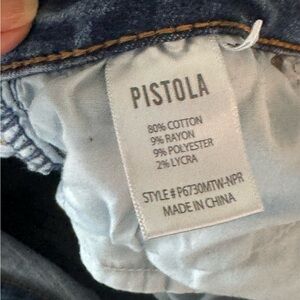 PISTOLA
80% COTTON
9% RAYON
9% POLYESTER
2% LYCRA
STYLE # P6730MTW-NPR
MADE IN CHINA